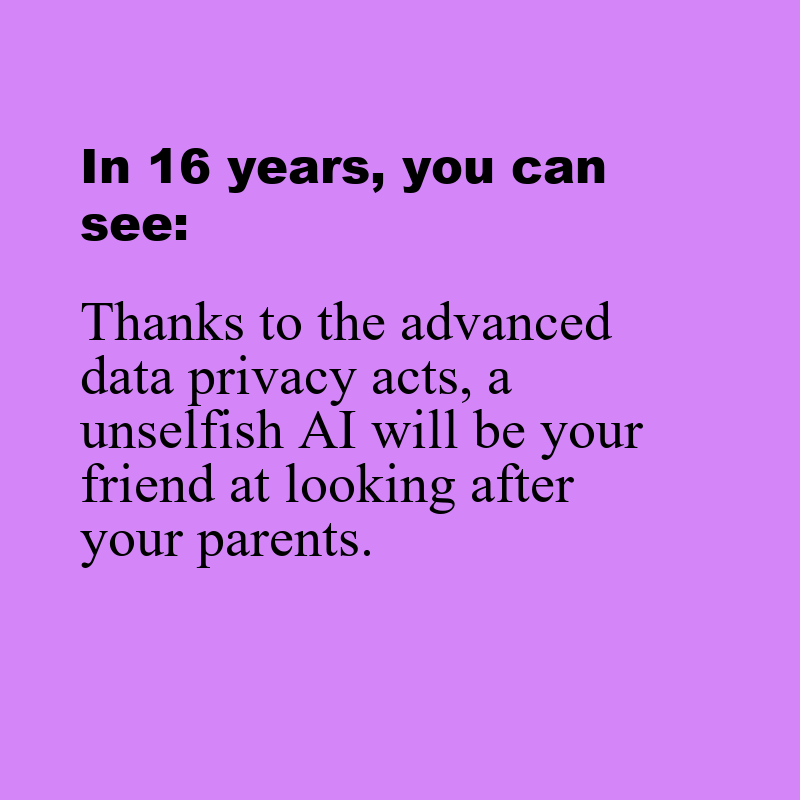 In 16 years, you can
see:
Thanks to the advanced
data privacy acts, a
unselfish AI will be your
friend at looking after
your parents.